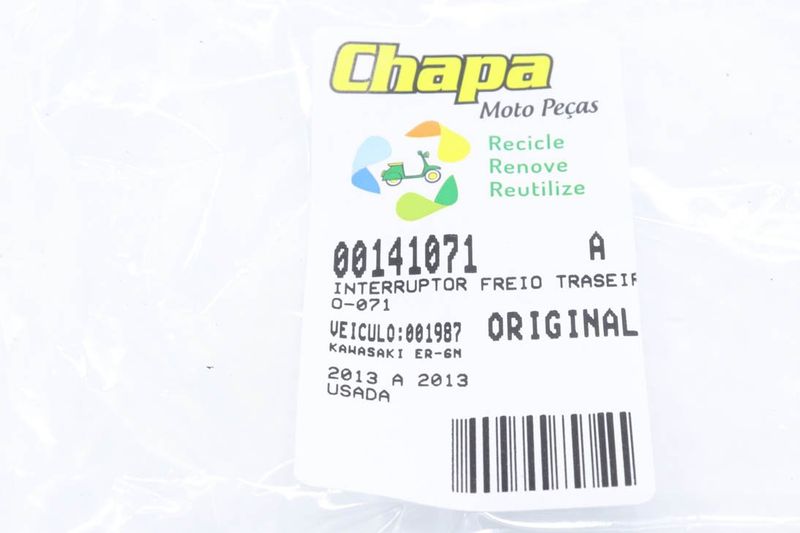 Chapa
Moto Peças
Recicle
Renove
Reutilize
00141071 A
INTERRUPTOR FREIO TRASEIR
O-071
VEICULO:001987 ORIGINAL
KAWASAKI ER-6N
2013 A 2013
USADA